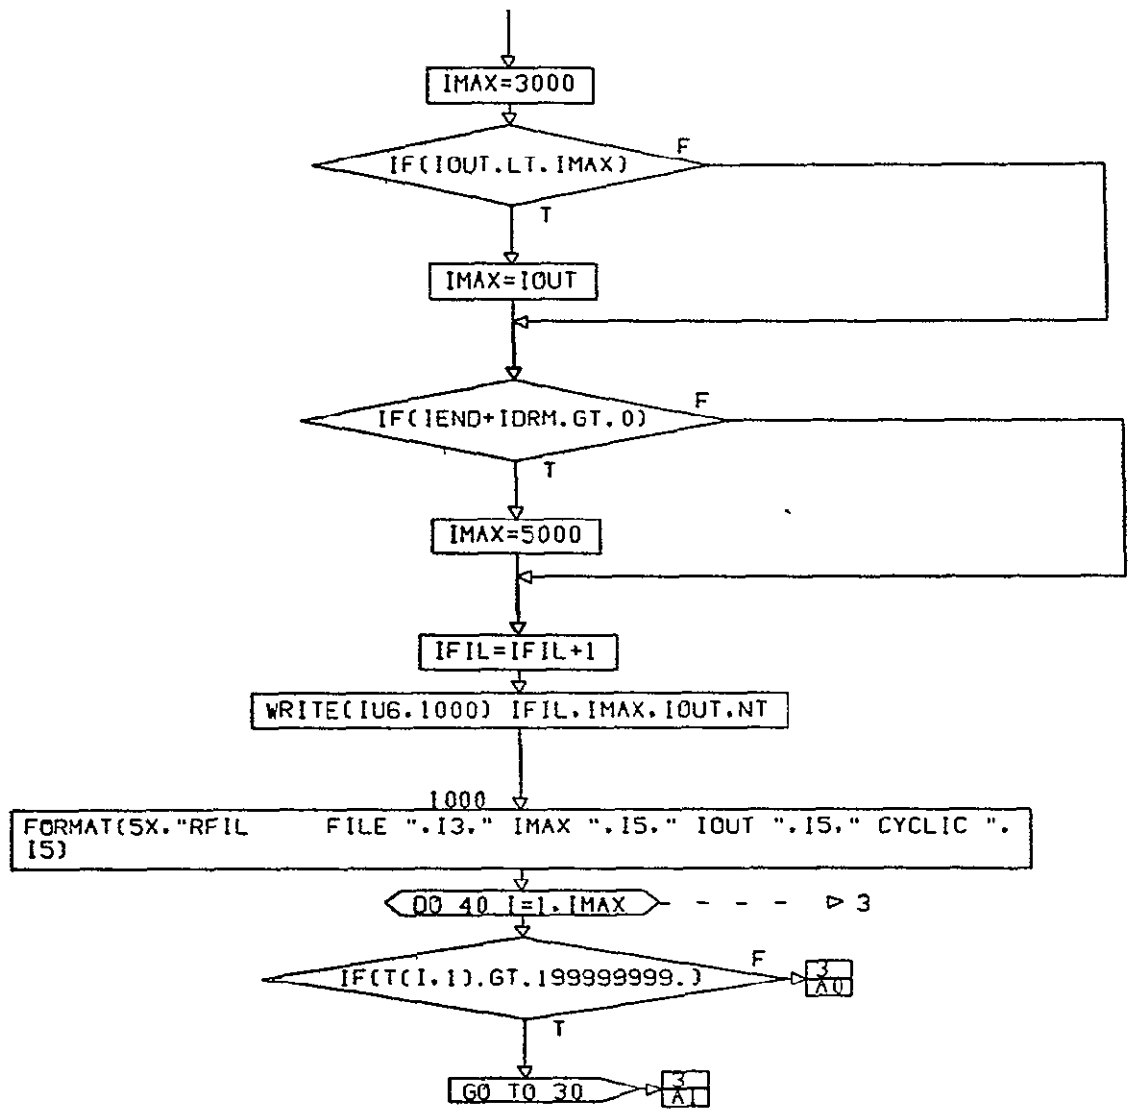 IMAX=3000
IF(IOUT.LT.IMAX)
F
T
IMAX=IOUT
IF(IEND+IDRM.GT.0)
F
T
IMAX=5000
IFIL=IFIL+1
WRITE(IU6.1000) IFIL.IMAX.IOUT.NT
1000
FORMAT(5X."RFIL      FILE ".I3." IMAX ".I5." IOUT ".I5." CYCLIC ".
I5)
DO 40 I=1.IMAX
3
IF(T(I.1).GT.199999999.)
F
3
A0
T
GO TO 30
3
A1